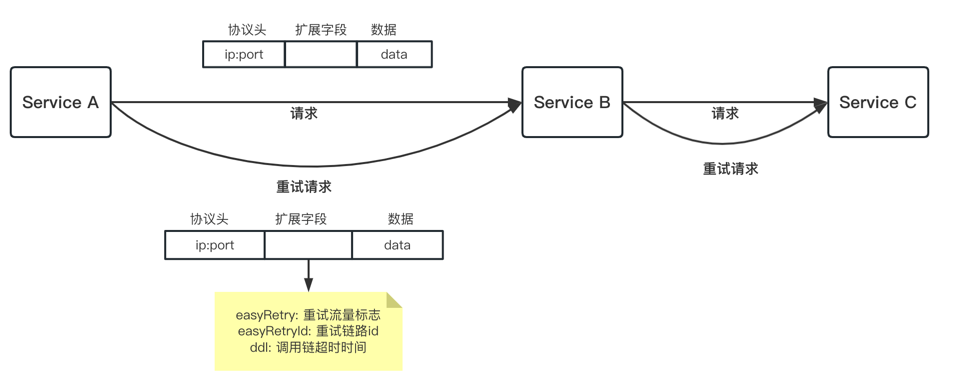 协议头 扩展字段 数据
ip:port data
Service A Service B Service C
请求 请求
重试请求
重试请求
协议头 扩展字段 数据
ip:port data
easyRetry: 重试流量标志
easyRetryId: 重试链路id
ddl: 调用链超时时间